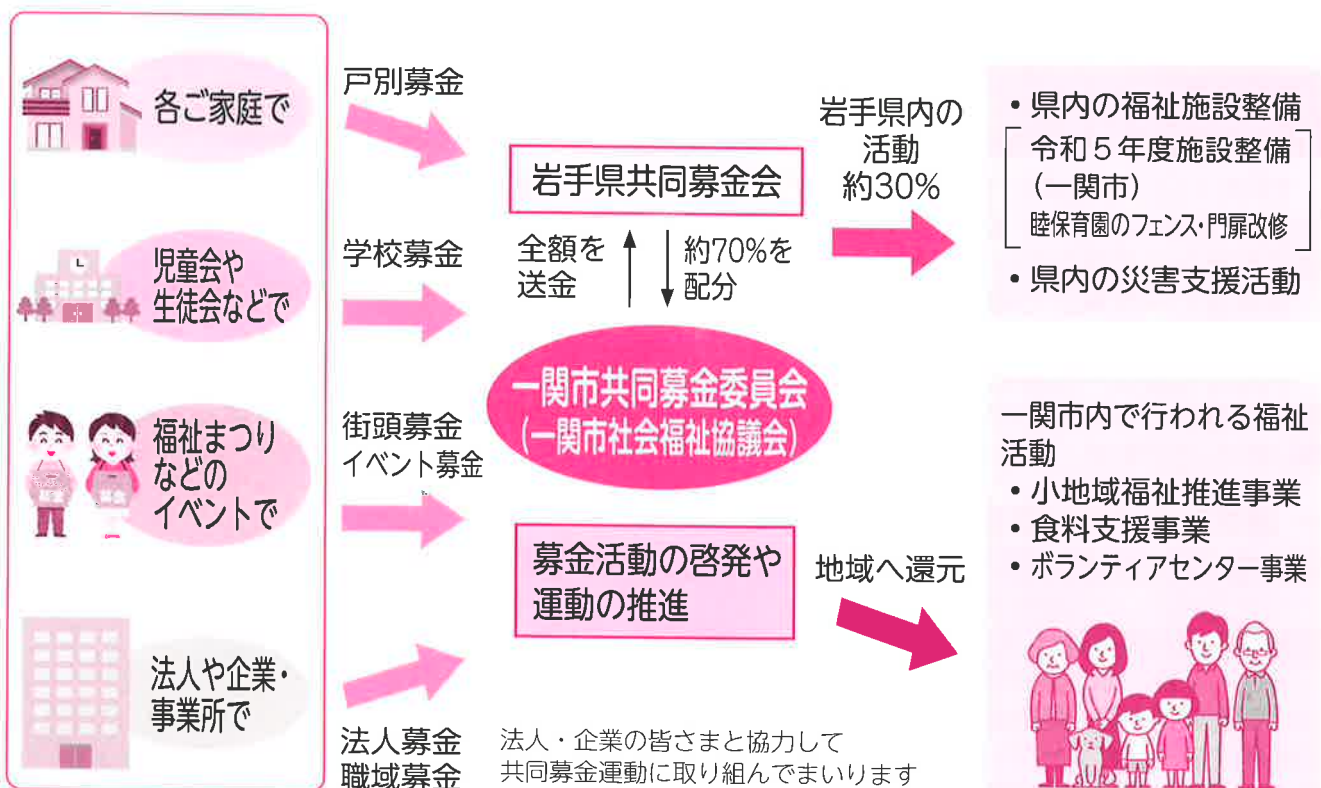 各ご家庭で
児童会や
生徒会などで
福祉まつり
などの
イベントで
募金
法人や企業・
事業所で
戸別募金
学校募金
街頭募金
イベント募金
法人募金
職域募金
岩手県共同募金会
全額を
送金
約70%を
配分
一関市共同募金委員会
(一関市社会福祉協議会)
募金活動の啓発や
運動の推進
法人・企業の皆さまと協力して
共同募金運動に取り組んでまいります
岩手県内の
活動
約30%
地域へ還元
・県内の福祉施設整備
令和5年度施設整備
(一関市)
睦保育園のフェンス・門扉改修
・県内の災害支援活動
一関市内で行われる福祉
活動
・小地域福祉推進事業
・食料支援事業
・ボランティアセンター事業